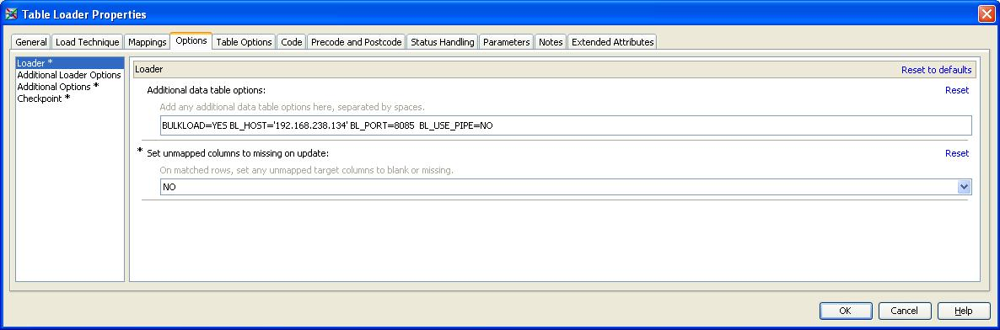 Table Loader Properties
General Load Technique Mappings Options Table Options Code Precode and Postcode Status Handling Parameters Notes Extended Attributes
Loader *
Additional Loader Options
Additional Options *
Checkpoint *
Loader Reset to defaults
Additional data table options: Reset
Add any additional data table options here, separated by spaces.
BULKLOAD=YES BL_HOST='192.168.238.134' BL_PORT=8085 BL_USE_PIPE=NO
* Set unmapped columns to missing on update: Reset
On matched rows, set any unmapped target columns to blank or missing.
NO
OK Cancel Help